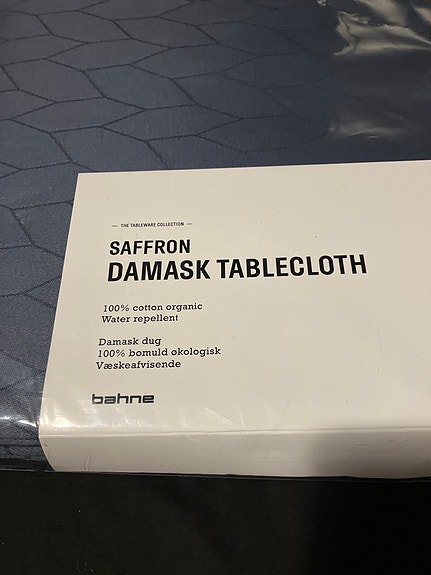 — THE TABLEWARE COLLECTION —
SAFFRON
DAMASK TABLECLOTH
100% cotton organic
Water repellent
Damask dug
100% bomuld økologisk
Væskeafvisende
bahne